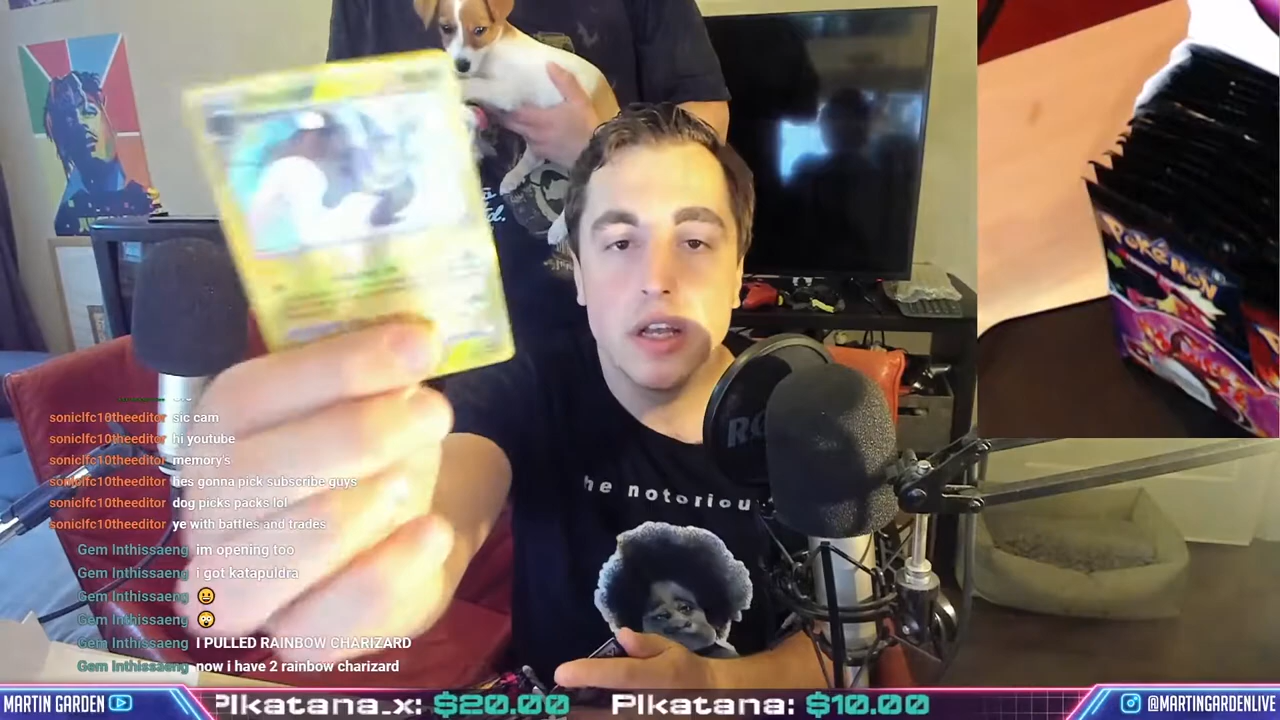 POKÉMON
he notoriou
soniclfc10theeditor sic cam
soniclfc10theeditor hi youtube
soniclfc10theeditor memory's
soniclfc10theeditor hes gonna pick subscribe guys
soniclfc10theeditor dog picks packs lol
soniclfc10theeditor ye with battles and trades
Gem Inthissaeng im opening too
Gem Inthissaeng i got katapuldra
Gem Inthissaeng 😃
Gem Inthissaeng 😲
Gem Inthissaeng I PULLED RAINBOW CHARIZARD
Gem Inthissaeng now i have 2 rainbow charizard
MARTIN GARDEN PIkatana_x: $20.00 PIkatana: $10.00 @MARTINGARDENLIVE